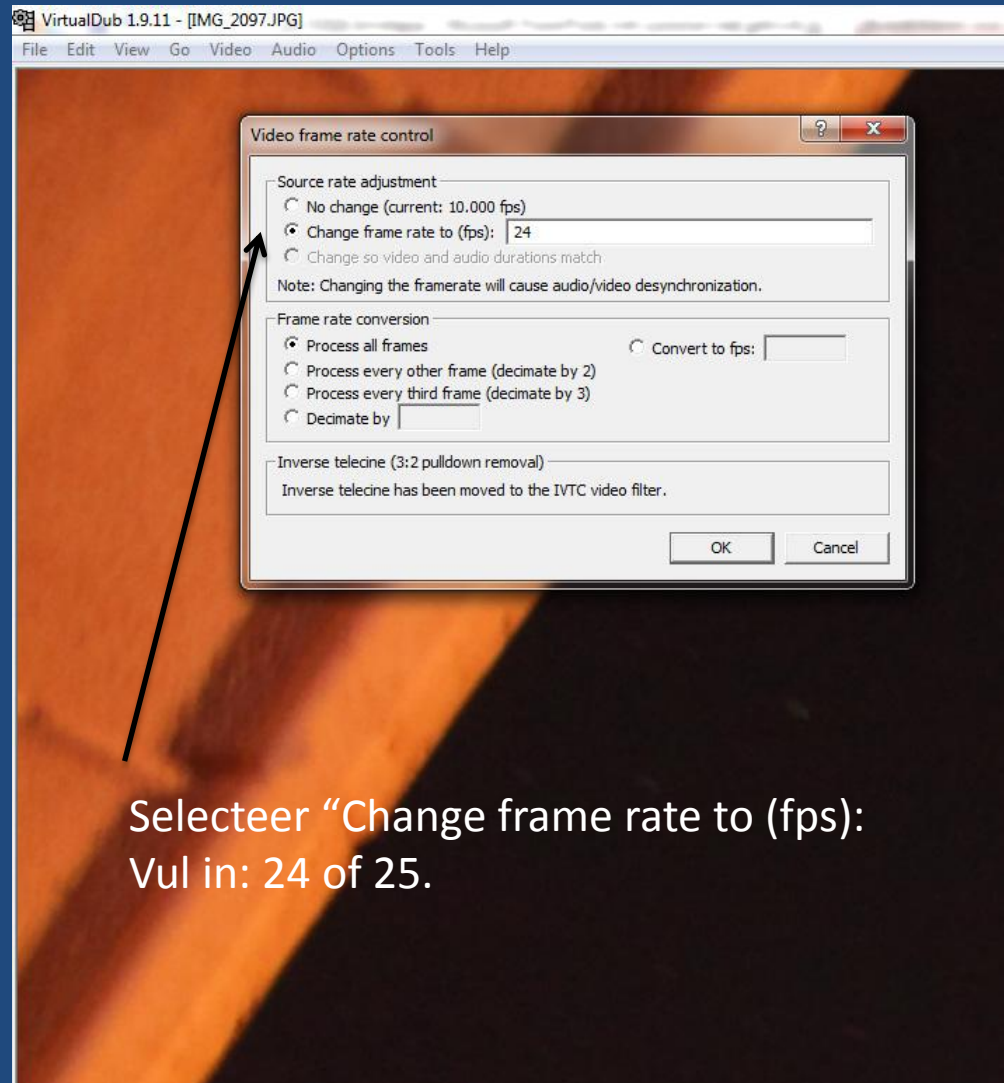 VirtualDub 1.9.11 - [IMG_2097.JPG]
File Edit View Go Video Audio Options Tools Help
Video frame rate control
Source rate adjustment
No change (current: 10.000 fps)
Change frame rate to (fps): 24
Change so video and audio durations match
Note: Changing the framerate will cause audio/video desynchronization.
Frame rate conversion
Process all frames Convert to fps:
Process every other frame (decimate by 2)
Process every third frame (decimate by 3)
Decimate by
Inverse telecine (3:2 pulldown removal)
Inverse telecine has been moved to the IVTC video filter.
OK Cancel
Selecteer “Change frame rate to (fps):
Vul in: 24 of 25.